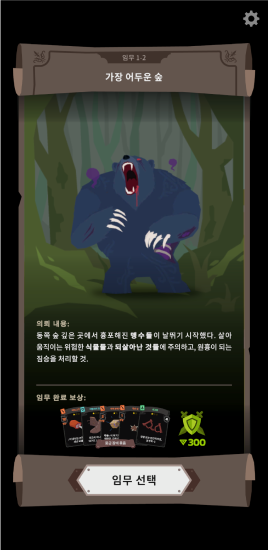 임무 1-2
가장 어두운 숲
의뢰 내용:
동쪽 숲 깊은 곳에서 흉포해진 맹수들이 날뛰기 시작했다. 살아
움직이는 위험한 식물들과 되살아난 것들에 주의하고, 원흉이 되는
짐승을 처리할 것.
임무 완료 보상:
300
임무 선택